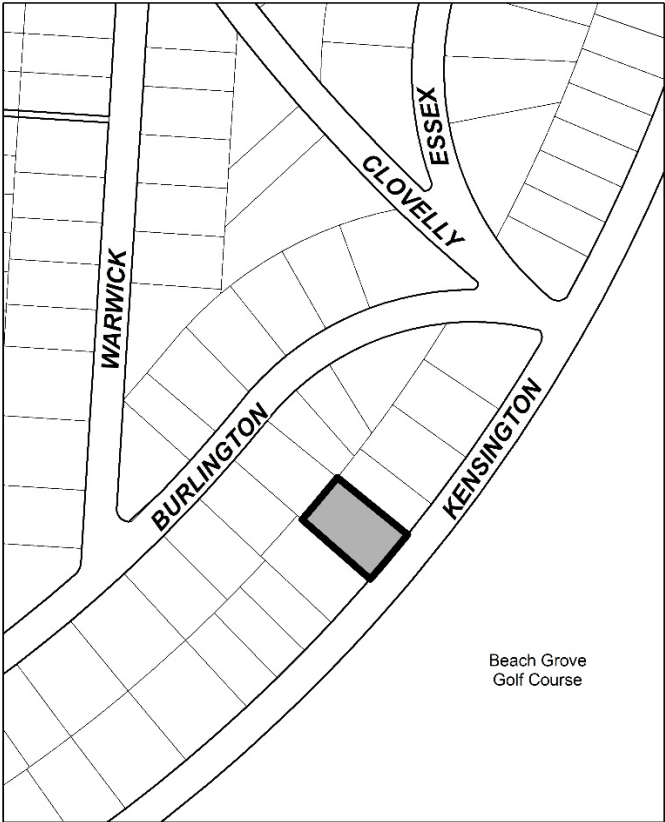 ESSEX
CLOVELLY
WARWICK
BURLINGTON
KENSINGTON
Beach Grove
Golf Course